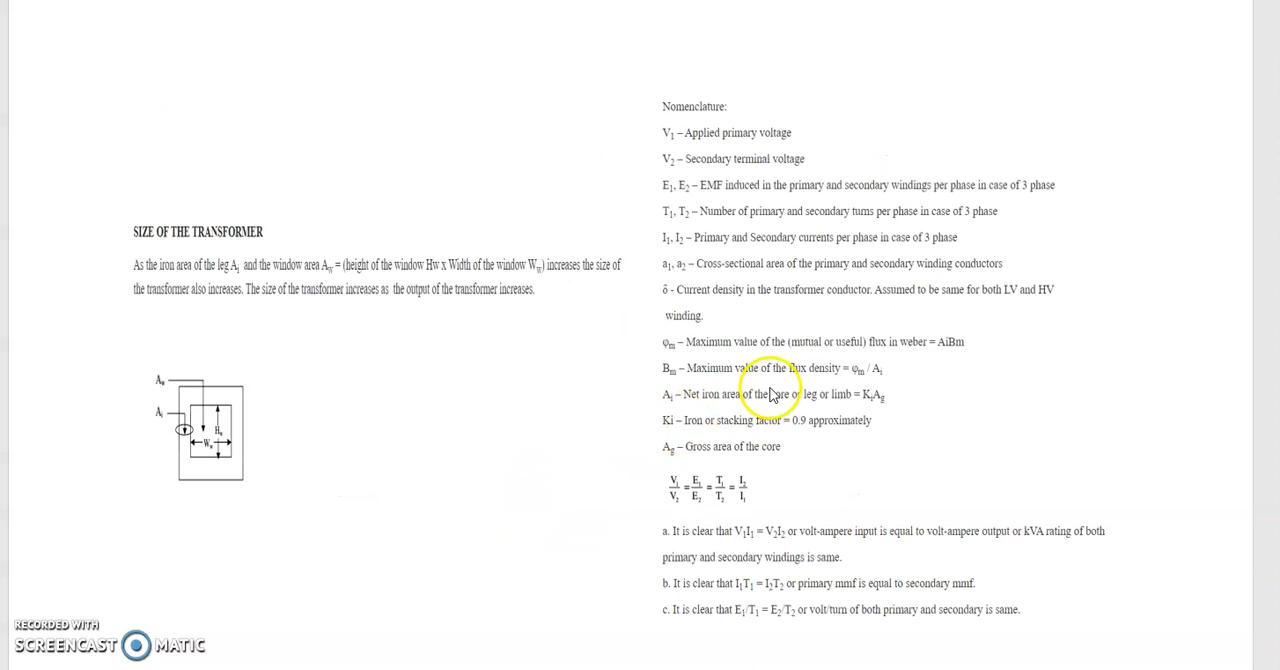 SIZE OF THE TRANSFORMER
As the iron area of the leg Ai and the window area Aw = (height of the window Hw x Width of the window Ww) increases the size of
the transformer also increases. The size of the transformer increases as the output of the transformer increases.
Aw
Ai
Hw
Ww
Nomenclature:
V1 – Applied primary voltage
V2 – Secondary terminal voltage
E1, E2 – EMF induced in the primary and secondary windings per phase in case of 3 phase
T1, T2 – Number of primary and secondary turns per phase in case of 3 phase
I1, I2 – Primary and Secondary currents per phase in case of 3 phase
a1, a2 – Cross-sectional area of the primary and secondary winding conductors
δ - Current density in the transformer conductor. Assumed to be same for both LV and HV
winding.
φm – Maximum value of the (mutual or useful) flux in weber = AiBm
Bm – Maximum value of the flux density = φm / Ai
Ai – Net iron area of the core or leg or limb = KiAg
Ki – Iron or stacking factor = 0.9 approximately
Ag – Gross area of the core
V1/V2 = E1/E2 = T1/T2 = I2/I1
a. It is clear that V1I1 = V2I2 or volt-ampere input is equal to volt-ampere output or kVA rating of both
primary and secondary windings is same.
b. It is clear that I1T1 = I2T2 or primary mmf is equal to secondary mmf.
c. It is clear that E1/T1 = E2/T2 or volt/turn of both primary and secondary is same.
RECORDED WITH
SCREENCAST MATIC